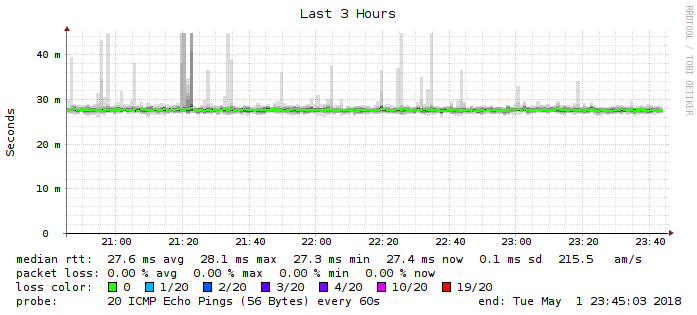 Last 3 Hours
RRDTOOL / TOBI OETIKER
Seconds
40 m
30 m
20 m
10 m
0
21:00 21:20 21:40 22:00 22:20 22:40 23:00 23:20 23:40
median rtt: 27.6 ms avg 28.1 ms max 27.3 ms min 27.4 ms now 0.1 ms sd 215.5 am/s
packet loss: 0.00 % avg 0.00 % max 0.00 % min 0.00 % now
loss color: 0 1/20 2/20 3/20 4/20 10/20 19/20
probe: 20 ICMP Echo Pings (56 Bytes) every 60s end: Tue May 1 23:45:03 2018